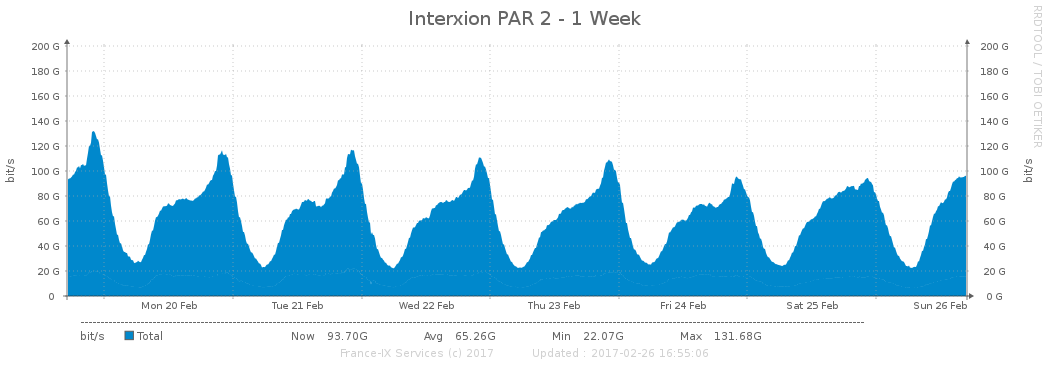 Interxion PAR 2 - 1 Week
RRDTOOL / TOBI OETIKER
bit/s
200 G
180 G
160 G
140 G
120 G
100 G
80 G
60 G
40 G
20 G
0
200 G
180 G
160 G
140 G
120 G
100 G
80 G
60 G
40 G
20 G
0 G
bit/s
Mon 20 Feb Tue 21 Feb Wed 22 Feb Thu 23 Feb Fri 24 Feb Sat 25 Feb Sun 26 Feb
bit/s Total Now 93.70G Avg 65.26G Min 22.07G Max 131.68G
France-IX Services (c) 2017 Updated : 2017-02-26 16:55:06